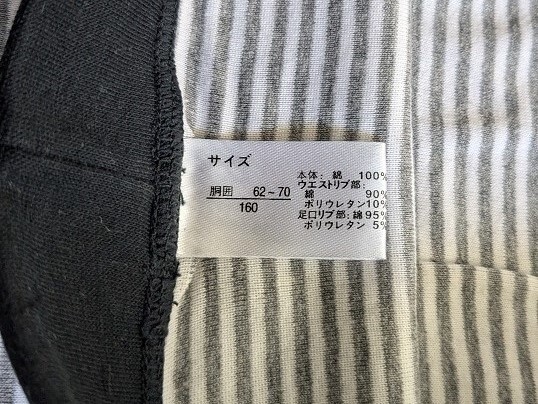 サイズ
胴囲 62~70
160
本体: 綿 100%
ウエストリブ部:
綿 90%
ポリウレタン10%
足口リブ部:綿95%
ポリウレタン 5%